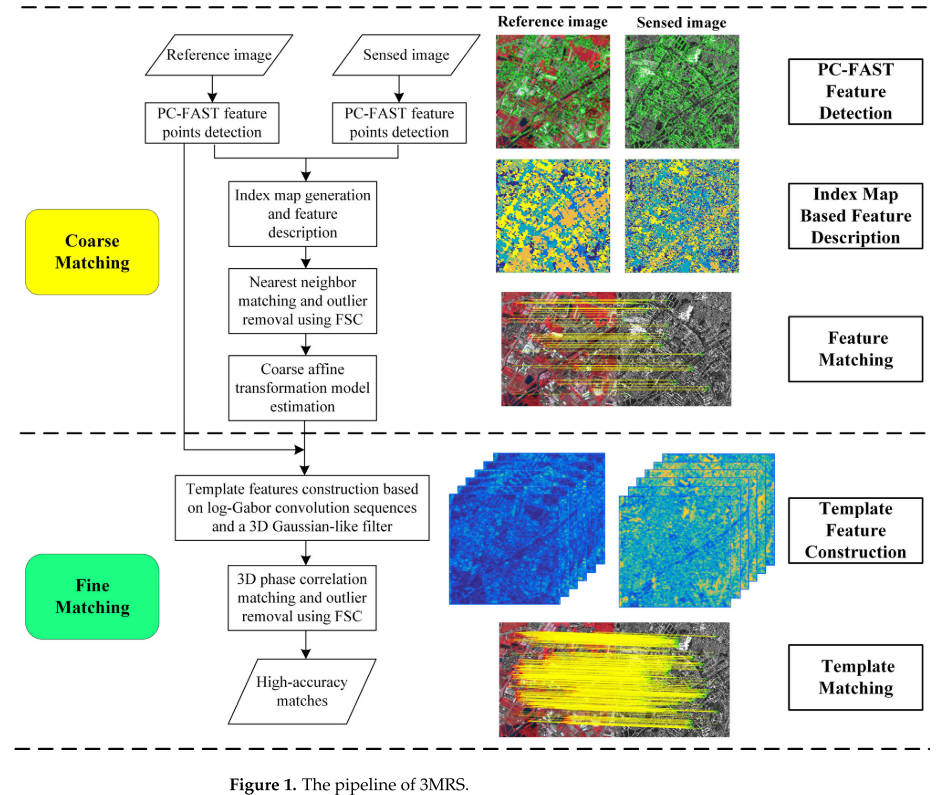 Reference image
Sensed image
Reference image
Sensed image
PC-FAST feature
points detection
PC-FAST feature
points detection
PC-FAST
Feature
Detection
Index map generation
and feature
description
Index Map
Based Feature
Description
Coarse
Matching
Nearest neighbor
matching and outlier
removal using FSC
Feature
Matching
Coarse affine
transformation model
estimation
Template features construction based
on log-Gabor convolution sequences
and a 3D Gaussian-like filter
Template
Feature
Construction
Fine
Matching
3D phase correlation
matching and outlier
removal using FSC
High-accuracy
matches
Template
Matching
Figure 1. The pipeline of 3MRS.